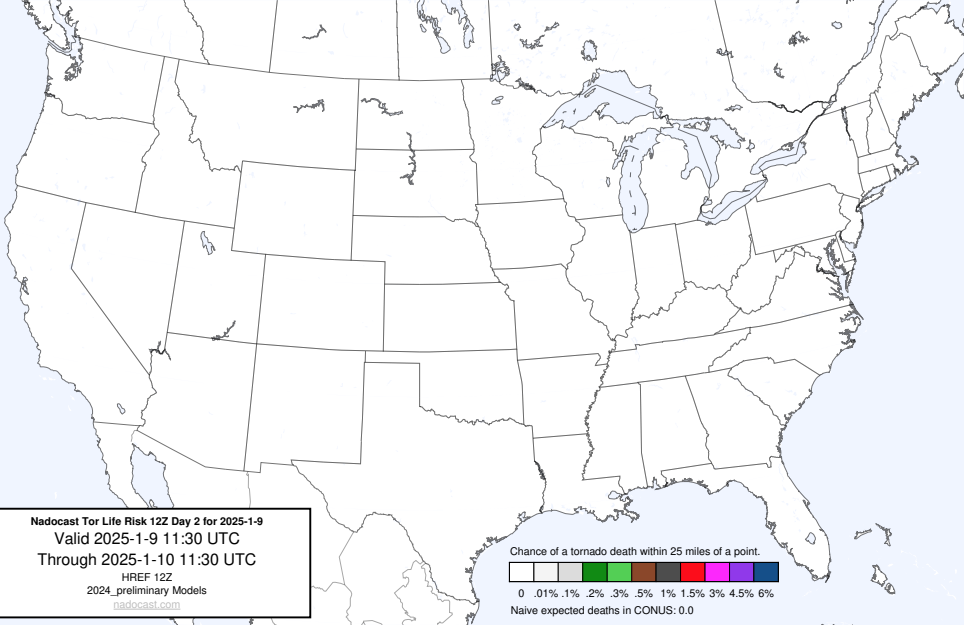 Nadocast Tor Life Risk 12Z Day 2 for 2025-1-9
Valid 2025-1-9 11:30 UTC
Through 2025-1-10 11:30 UTC
HREF 12Z
2024_preliminary Models
nadocast.com
Chance of a tornado death within 25 miles of a point.
0 .01% .1% .2% .3% .5% 1% 1.5% 3% 4.5% 6%
Naive expected deaths in CONUS: 0.0